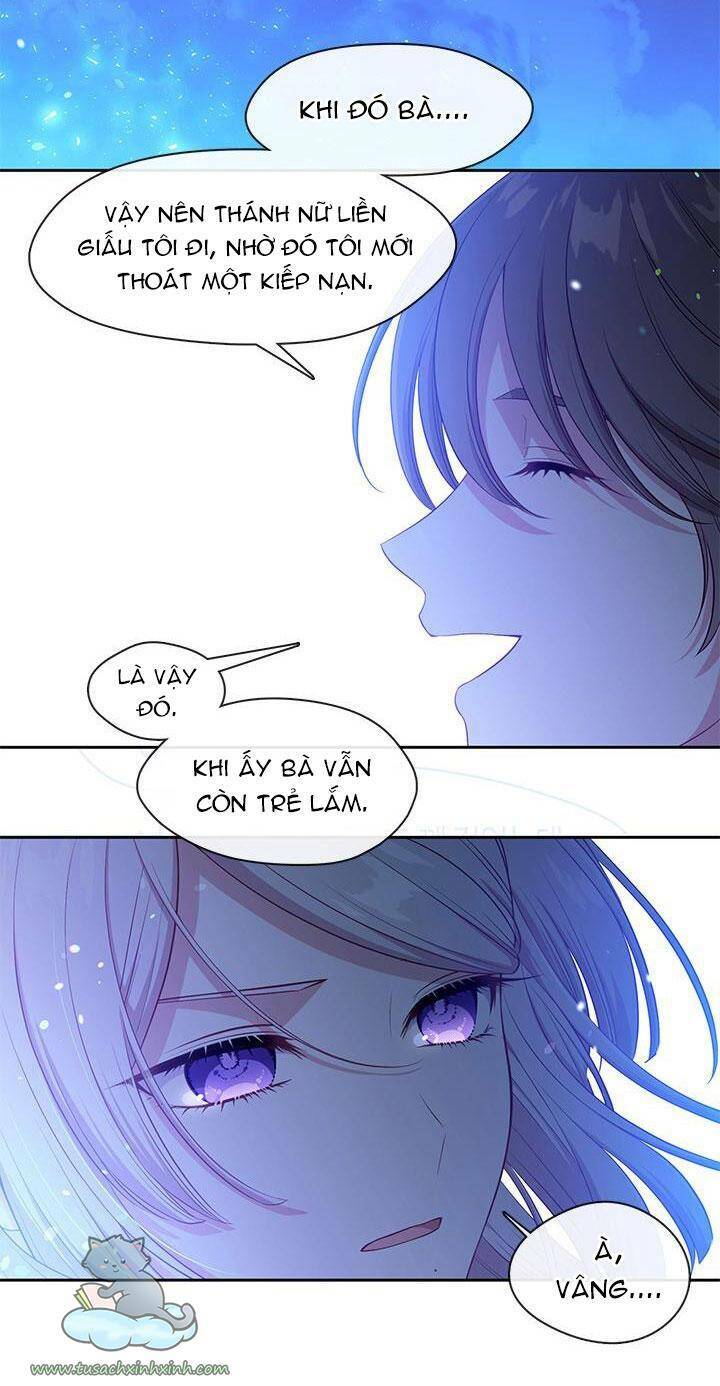 KHI ĐÓ BÀ....
VẬY NÊN THÁNH NỮ LIỀN
GIẤU TÔI ĐI, NHỜ ĐÓ TÔI MỚI
THOÁT MỘT KIẾP NẠN.
LÀ VẬY
ĐÓ.
KHI ẤY BÀ VẪN
CÒN TRẺ LẮM.
À,
VÂNG....
www.tusachxinhxinh.com